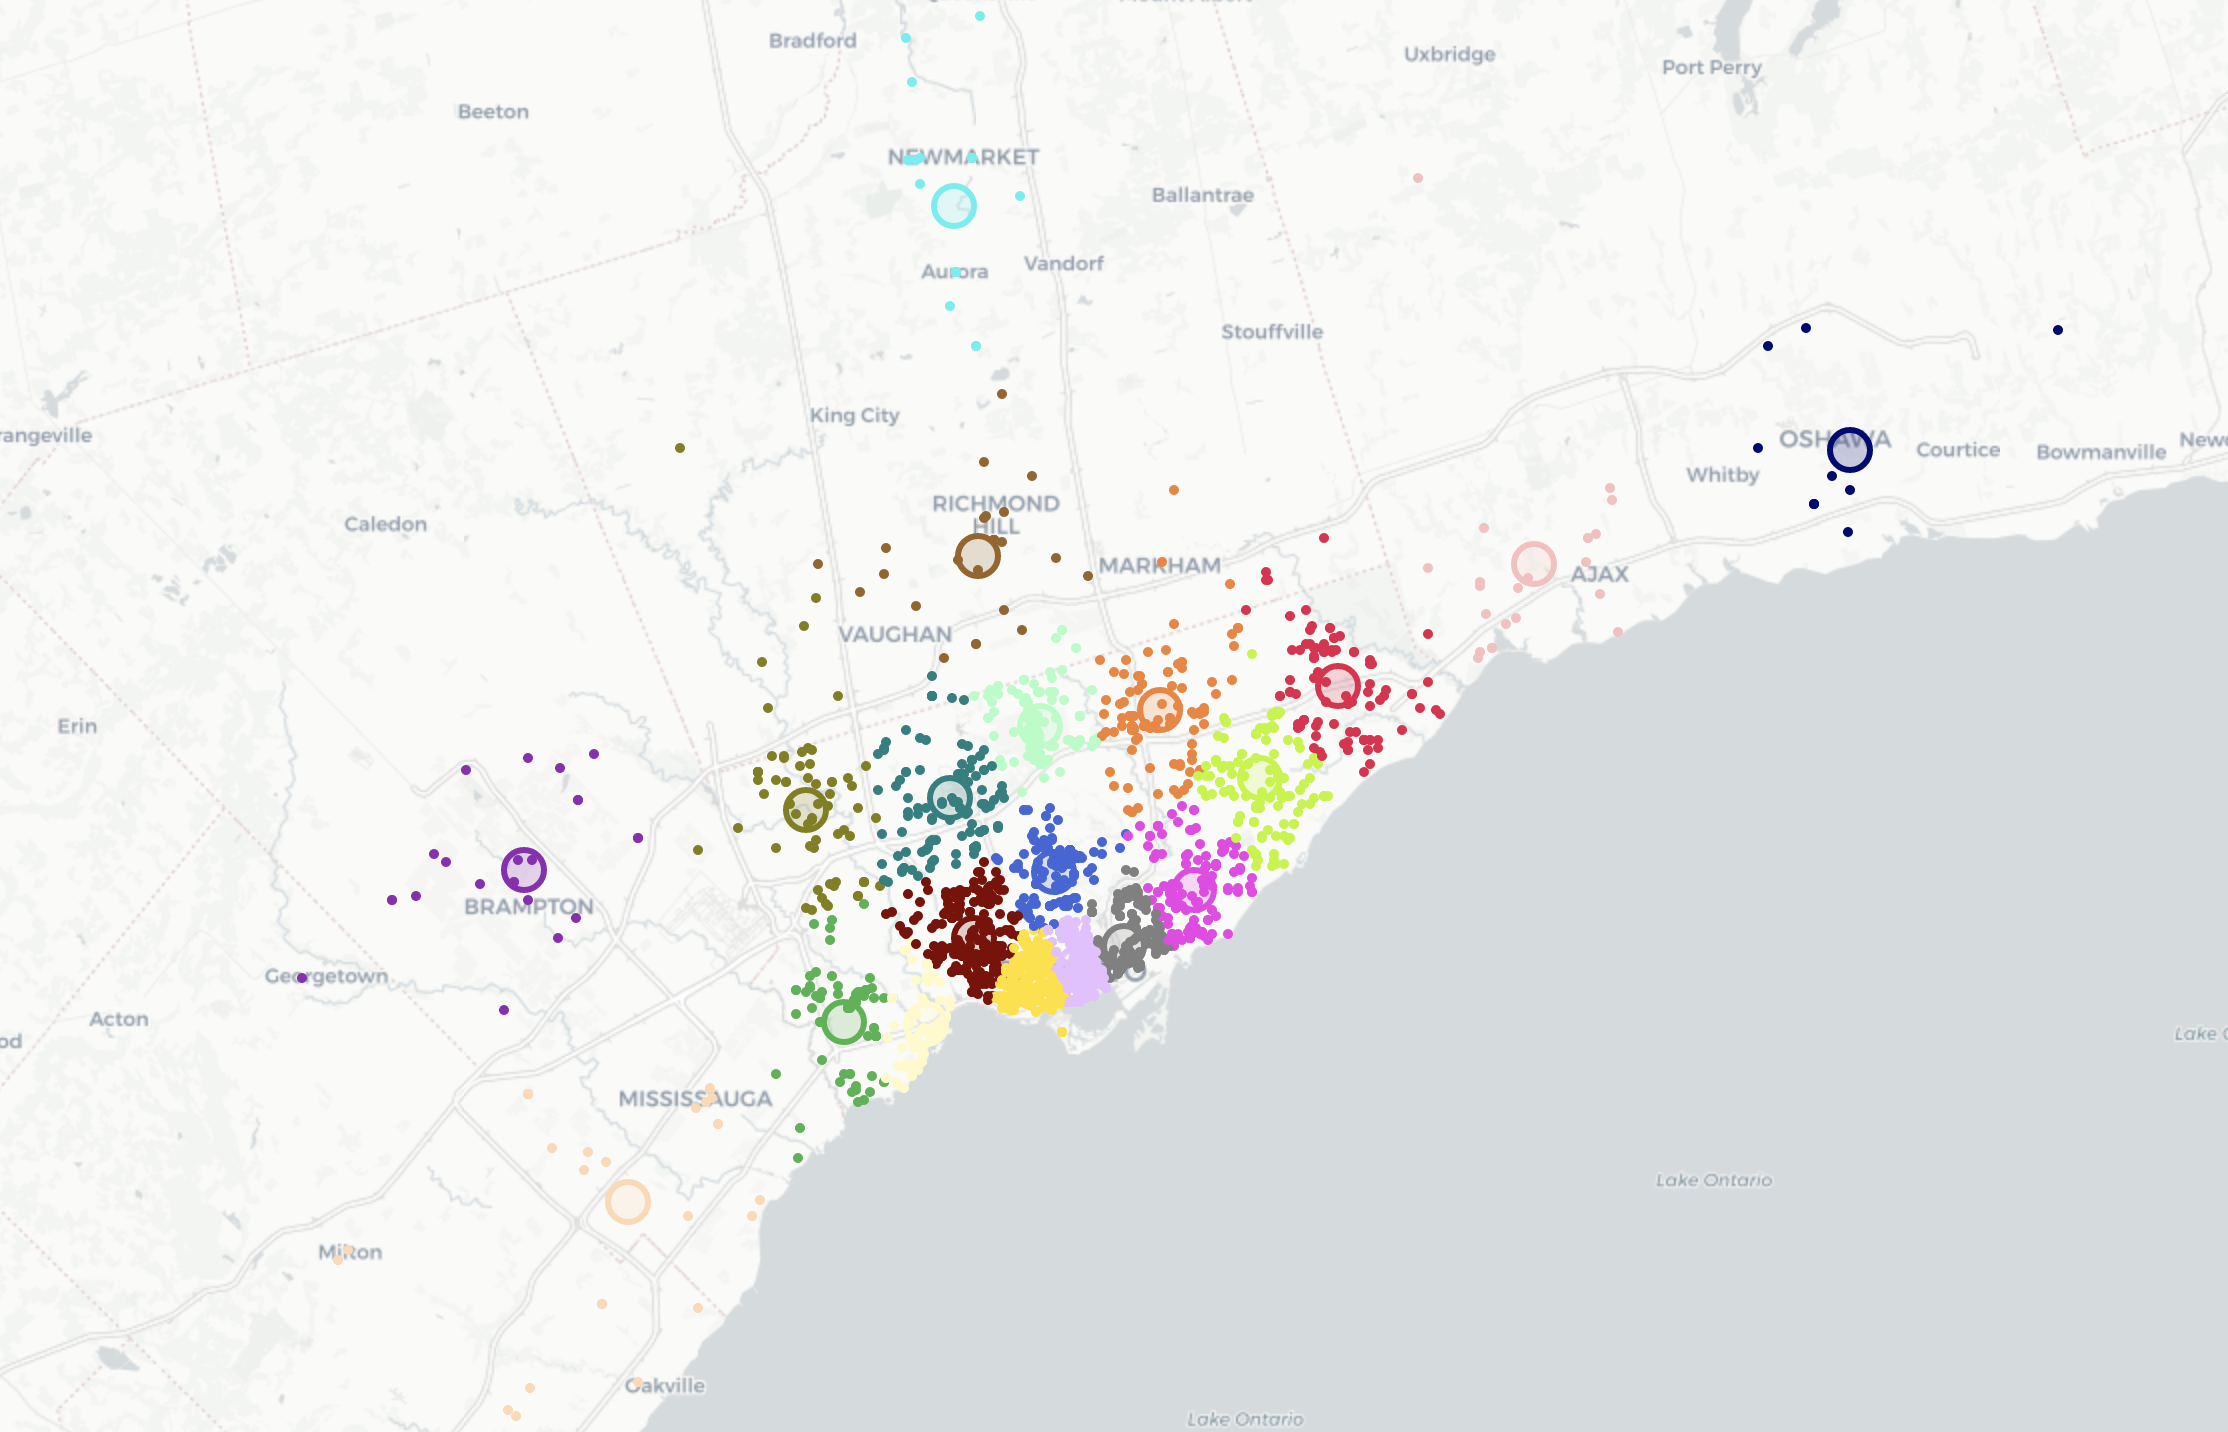 Bradford
Uxbridge
Port Perry
Beeton
NEWMARKET
Ballantrae
Aurora
Vandorf
Stouffville
King City
rangeville
OSHAWA
Courtice
Bowmanville
Newc
Whitby
RICHMOND
HILL
Caledon
MARKHAM
AJAX
VAUGHAN
Erin
BRAMPTON
Georgetown
Acton
od
Lake O
MISSISSAUGA
Lake Ontario
Milton
Oakville
Lake Ontario